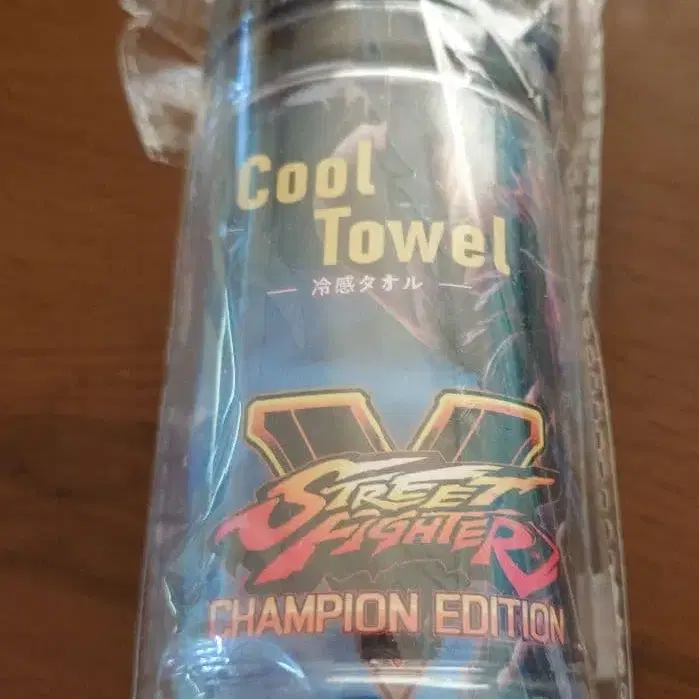 Cool
Towel
冷感タオル
V
STREET
FIGHTER
CHAMPION EDITION